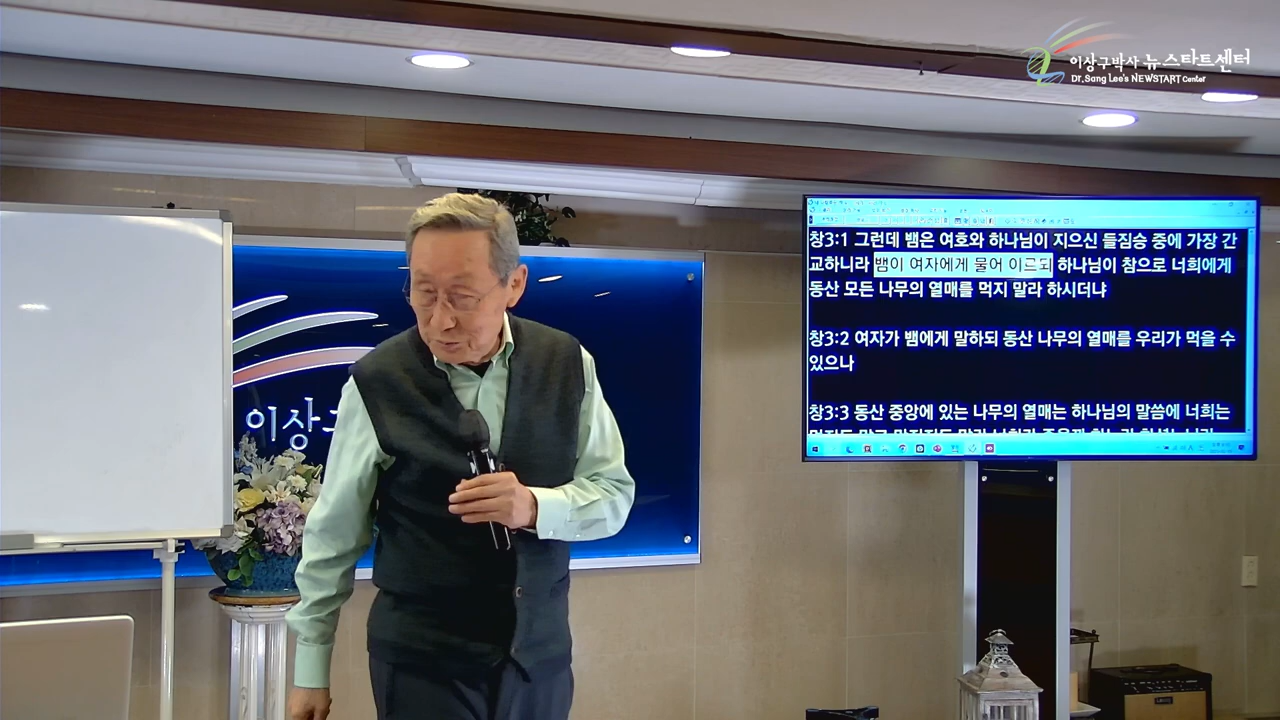 이상구박사 뉴스타트센터
Dr. Sang Lee's NEWSTART Center
창3:1 그런데 뱀은 여호와 하나님이 지으신 들짐승 중에 가장 간
교하니라 뱀이 여자에게 물어 이르되 하나님이 참으로 너희에게
동산 모든 나무의 열매를 먹지 말라 하시더냐
창3:2 여자가 뱀에게 말하되 동산 나무의 열매를 우리가 먹을 수
있으나
창3:3 동산 중앙에 있는 나무의 열매는 하나님의 말씀에 너희는
이상구